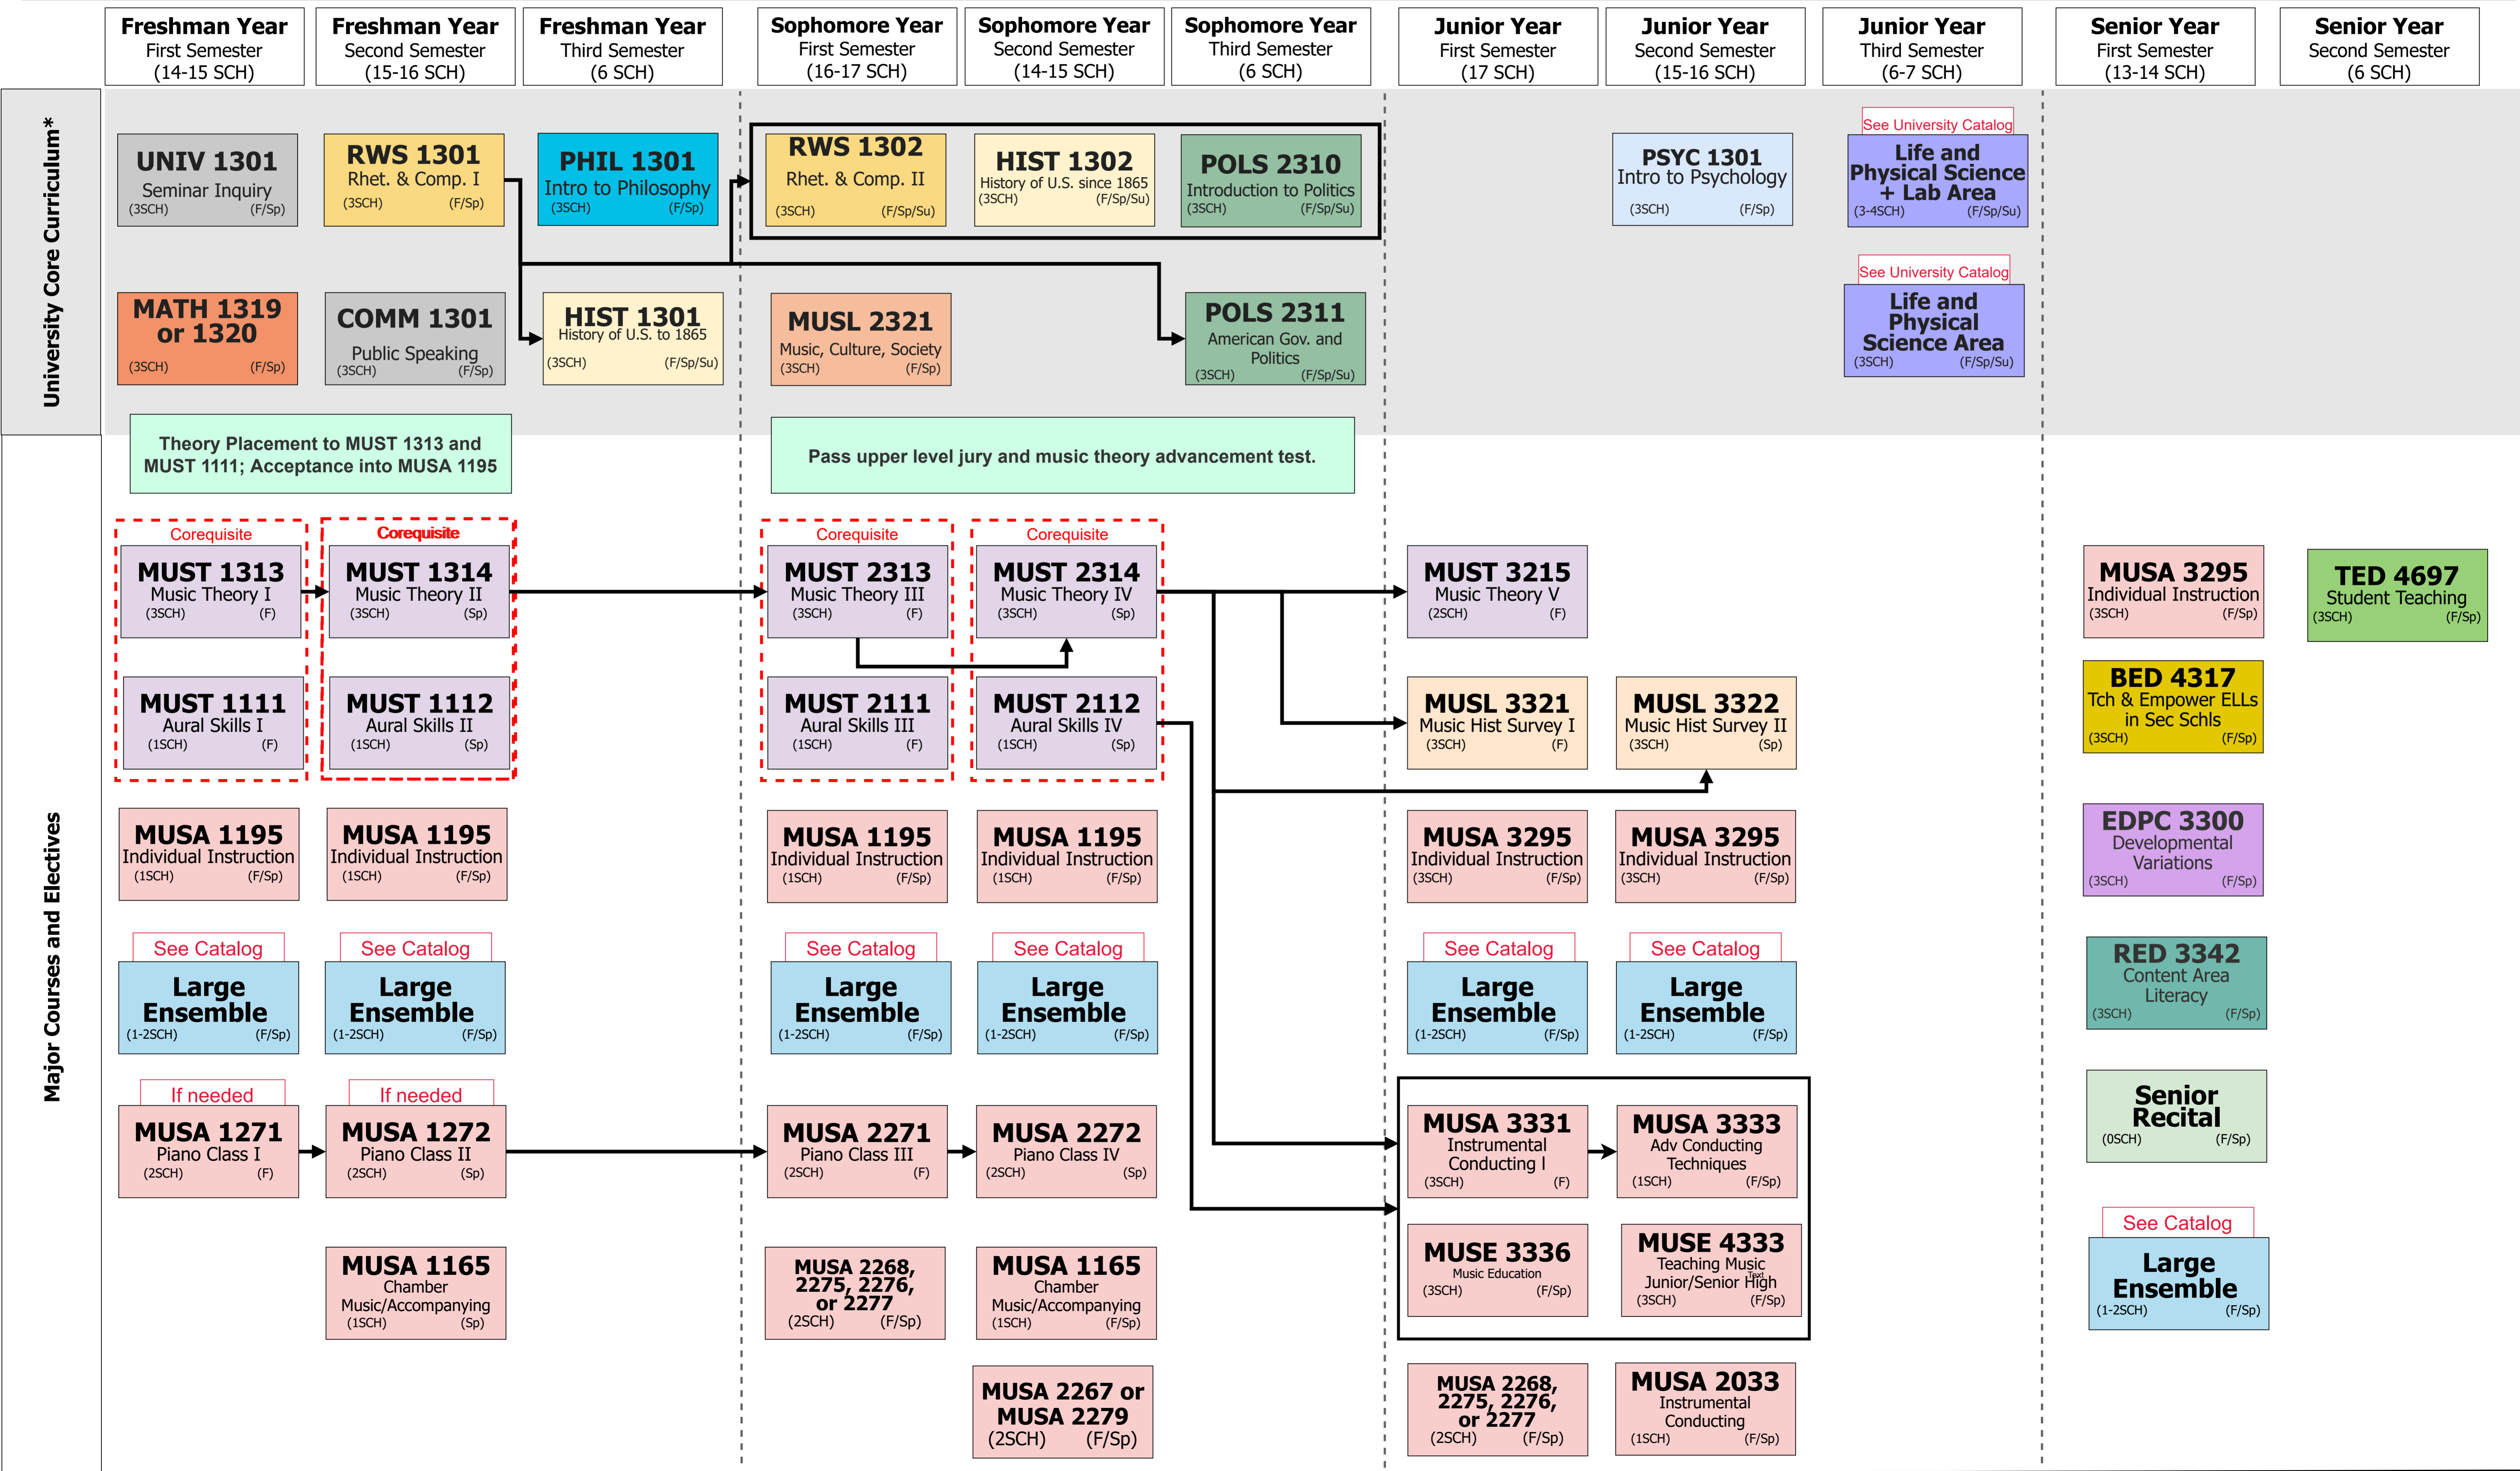 Freshman Year
First Semester
(14-15 SCH)
Freshman Year
Second Semester
(15-16 SCH)
Freshman Year
Third Semester
(6 SCH)
Sophomore Year
First Semester
(16-17 SCH)
Sophomore Year
Second Semester
(14-15 SCH)
Sophomore Year
Third Semester
(6 SCH)
Junior Year
First Semester
(17 SCH)
Junior Year
Second Semester
(15-16 SCH)
Junior Year
Third Semester
(6-7 SCH)
Senior Year
First Semester
(13-14 SCH)
Senior Year
Second Semester
(6 SCH)
University Core Curriculum*
UNIV 1301
Seminar Inquiry
(3SCH) (F/Sp)
RWS 1301
Rhet. & Comp. I
(3SCH) (F/Sp)
PHIL 1301
Intro to Philosophy
(3SCH) (F/Sp)
RWS 1302
Rhet. & Comp. II
(3SCH) (F/Sp/Su)
HIST 1302
History of U.S. since 1865
(3SCH) (F/Sp/Su)
POLS 2310
Introduction to Politics
(3SCH) (F/Sp/Su)
PSYC 1301
Intro to Psychology
(3SCH) (F/Sp)
See University Catalog
Life and
Physical Science
+ Lab Area
(3-4SCH) (F/Sp/Su)
MATH 1319
or 1320
(3SCH) (F/Sp)
COMM 1301
Public Speaking
(3SCH) (F/Sp)
HIST 1301
History of U.S. to 1865
(3SCH) (F/Sp/Su)
MUSL 2321
Music, Culture, Society
(3SCH) (F/Sp)
POLS 2311
American Gov. and
Politics
(3SCH) (F/Sp/Su)
See University Catalog
Life and
Physical
Science Area
(3SCH) (F/Sp/Su)
Theory Placement to MUST 1313 and
MUST 1111; Acceptance into MUSA 1195
Pass upper level jury and music theory advancement test.
Major Courses and Electives
Corequisite
MUST 1313
Music Theory I
(3SCH) (F)
Corequisite
MUST 1314
Music Theory II
(3SCH) (Sp)
Corequisite
MUST 2313
Music Theory III
(3SCH) (F)
Corequisite
MUST 2314
Music Theory IV
(3SCH) (Sp)
MUST 3215
Music Theory V
(2SCH) (F)
MUSA 3295
Individual Instruction
(3SCH) (F/Sp)
TED 4697
Student Teaching
(3SCH) (F/Sp)
MUST 1111
Aural Skills I
(1SCH) (F)
MUST 1112
Aural Skills II
(1SCH) (Sp)
MUST 2111
Aural Skills III
(1SCH) (F)
MUST 2112
Aural Skills IV
(1SCH) (Sp)
MUSL 3321
Music Hist Survey I
(3SCH) (F)
MUSL 3322
Music Hist Survey II
(3SCH) (Sp)
BED 4317
Tch & Empower ELLs
in Sec Schls
(3SCH) (F/Sp)
MUSA 1195
Individual Instruction
(1SCH) (F/Sp)
MUSA 1195
Individual Instruction
(1SCH) (F/Sp)
MUSA 1195
Individual Instruction
(1SCH) (F/Sp)
MUSA 1195
Individual Instruction
(1SCH) (F/Sp)
MUSA 3295
Individual Instruction
(3SCH) (F/Sp)
MUSA 3295
Individual Instruction
(3SCH) (F/Sp)
EDPC 3300
Developmental
Variations
(3SCH) (F/Sp)
See Catalog
Large
Ensemble
(1-2SCH) (F/Sp)
See Catalog
Large
Ensemble
(1-2SCH) (F/Sp)
See Catalog
Large
Ensemble
(1-2SCH) (F/Sp)
See Catalog
Large
Ensemble
(1-2SCH) (F/Sp)
See Catalog
Large
Ensemble
(1-2SCH) (F/Sp)
See Catalog
Large
Ensemble
(1-2SCH) (F/Sp)
RED 3342
Content Area
Literacy
(3SCH) (F/Sp)
If needed
MUSA 1271
Piano Class I
(2SCH) (F)
If needed
MUSA 1272
Piano Class II
(2SCH) (Sp)
MUSA 2271
Piano Class III
(2SCH) (F)
MUSA 2272
Piano Class IV
(2SCH) (Sp)
MUSA 3331
Instrumental
Conducting I
(3SCH) (F)
MUSA 3333
Adv Conducting
Techniques
(1SCH) (F/Sp)
Senior
Recital
(0SCH) (F/Sp)
MUSA 1165
Chamber
Music/Accompanying
(1SCH) (Sp)
MUSA 2268,
2275, 2276,
or 2277
(2SCH) (F/Sp)
MUSA 1165
Chamber
Music/Accompanying
(1SCH) (F/Sp)
MUSE 3336
Music Education
(3SCH) (F/Sp)
MUSE 4333
Teaching Music
Text
Junior/Senior High
(3SCH) (F/Sp)
See Catalog
Large
Ensemble
(1-2SCH) (F/Sp)
MUSA 2267 or
MUSA 2279
(2SCH) (F/Sp)
MUSA 2268,
2275, 2276,
or 2277
(2SCH) (F/Sp)
MUSA 2033
Instrumental
Conducting
(1SCH) (F/Sp)